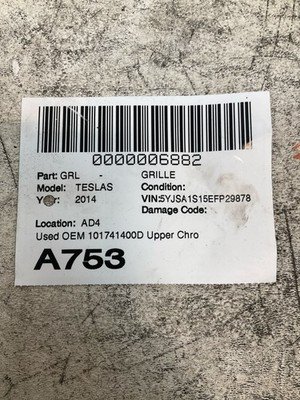 0000006882
Part: GRL - GRILLE
Model: TESLAS Condition:
Year: 2014 VIN:5YJSA1S15EFP29878
Damage Code:
Location: AD4
Used OEM 101741400D Upper Chro
A753